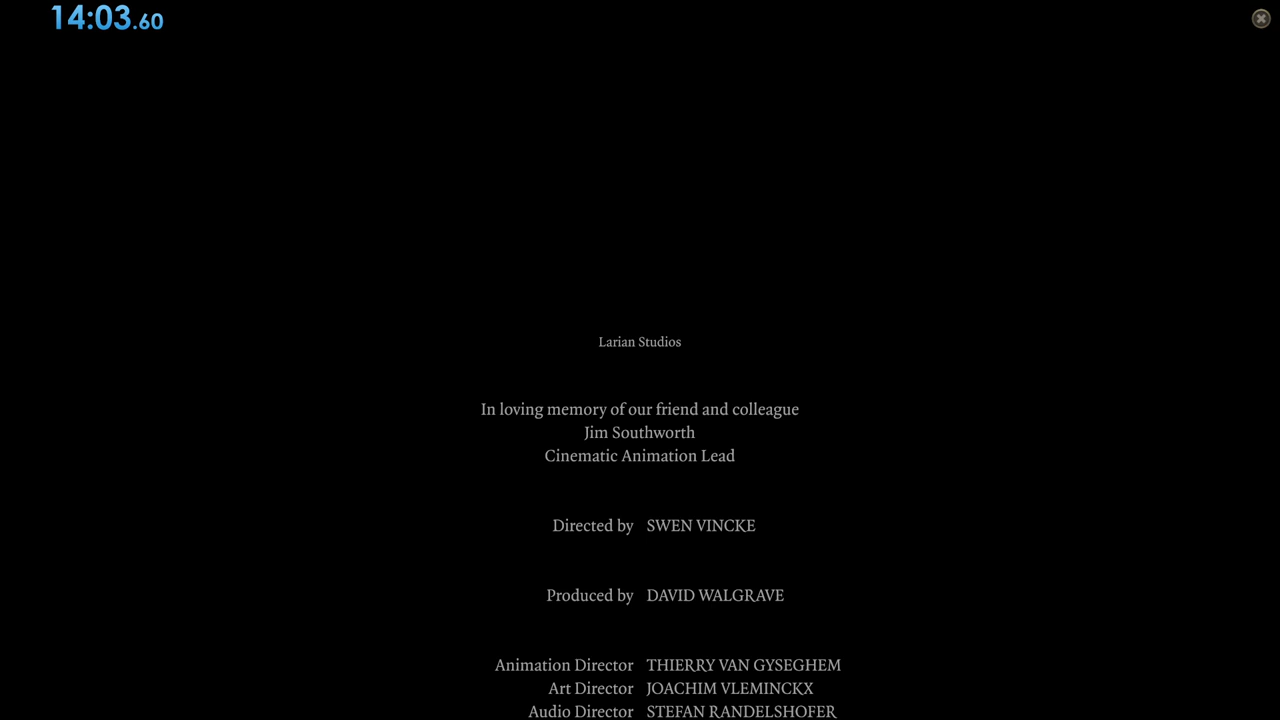 14:03.60
Larian Studios
In loving memory of our friend and colleague
Jim Southworth
Cinematic Animation Lead
Directed by SWEN VINCKE
Produced by DAVID WALGRAVE
Animation Director THIERRY VAN GYSEGHEM
Art Director JOACHIM VLEMINCKX
Audio Director STEFAN RANDELSHOFER